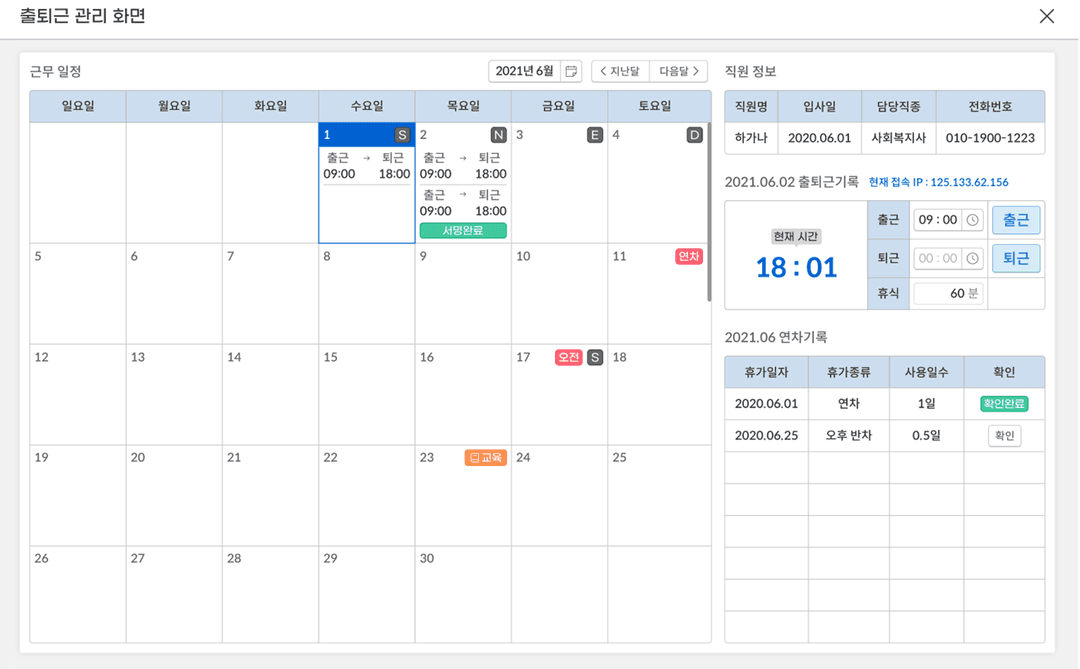 출퇴근 관리 화면
근무 일정
2021년 6월
지난달 다음달
일요일 월요일 화요일 수요일 목요일 금요일 토요일
1 S 2 N 3 E 4 D
출근 → 퇴근 출근 → 퇴근
09:00 18:00 09:00 18:00
출근 → 퇴근
09:00 18:00
서명완료
5 6 7 8 9 10 11 연차
12 13 14 15 16 17 오전 S 18
19 20 21 22 23 교육 24 25
26 27 28 29 30
직원 정보
직원명 입사일 담당직종 전화번호
하가나 2020.06.01 사회복지사 010-1900-1223
2021.06.02 출퇴근기록 현재 접속 IP : 125.133.62.156
현재 시간
18 : 01
출근 09 : 00 출근
퇴근 00 : 00 퇴근
휴식 60 분
2021.06 연차기록
휴가일자 휴가종류 사용일수 확인
2020.06.01 연차 1일 확인완료
2020.06.25 오후 반차 0.5일 확인